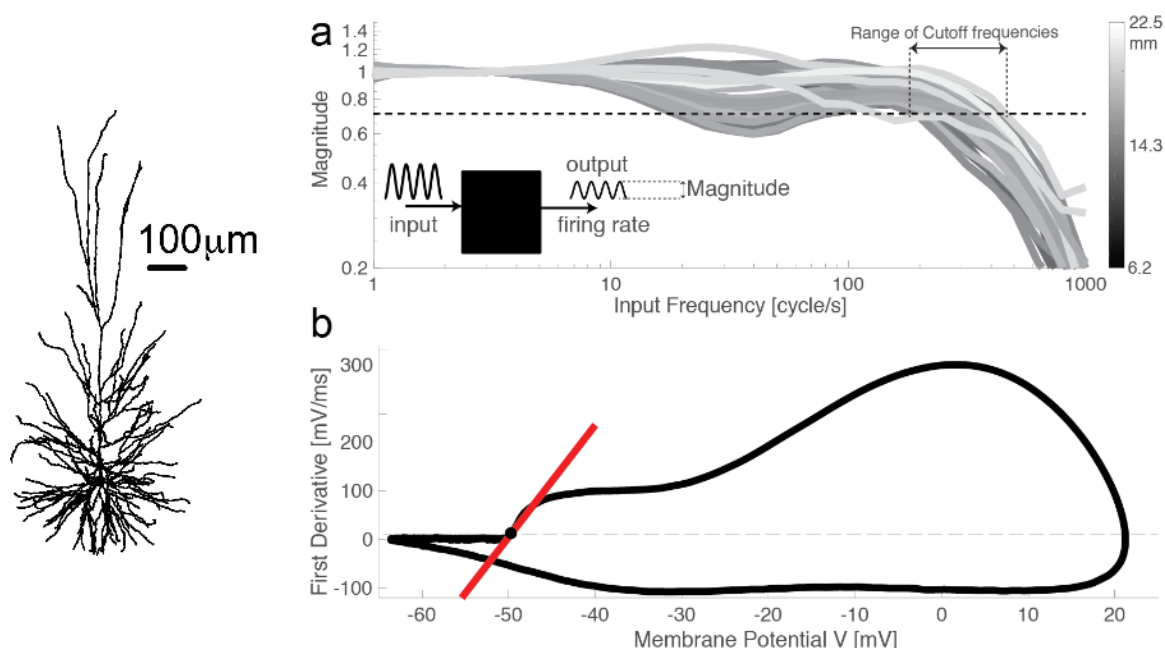 100μm
a
1.2
1
0.8
0.6
0.4
0.2
Magnitude
Range of Cutoff frequencies
input
output
firing rate
Magnitude
1
10
100
1000
Input Frequency [cycle/s]
22.5
mm
14.3
6.2
b
300
200
100
0
-100
First Derivative [mV/ms]
-60
-50
-40
-30
-20
-10
0
10
20
Membrane Potential V [mV]